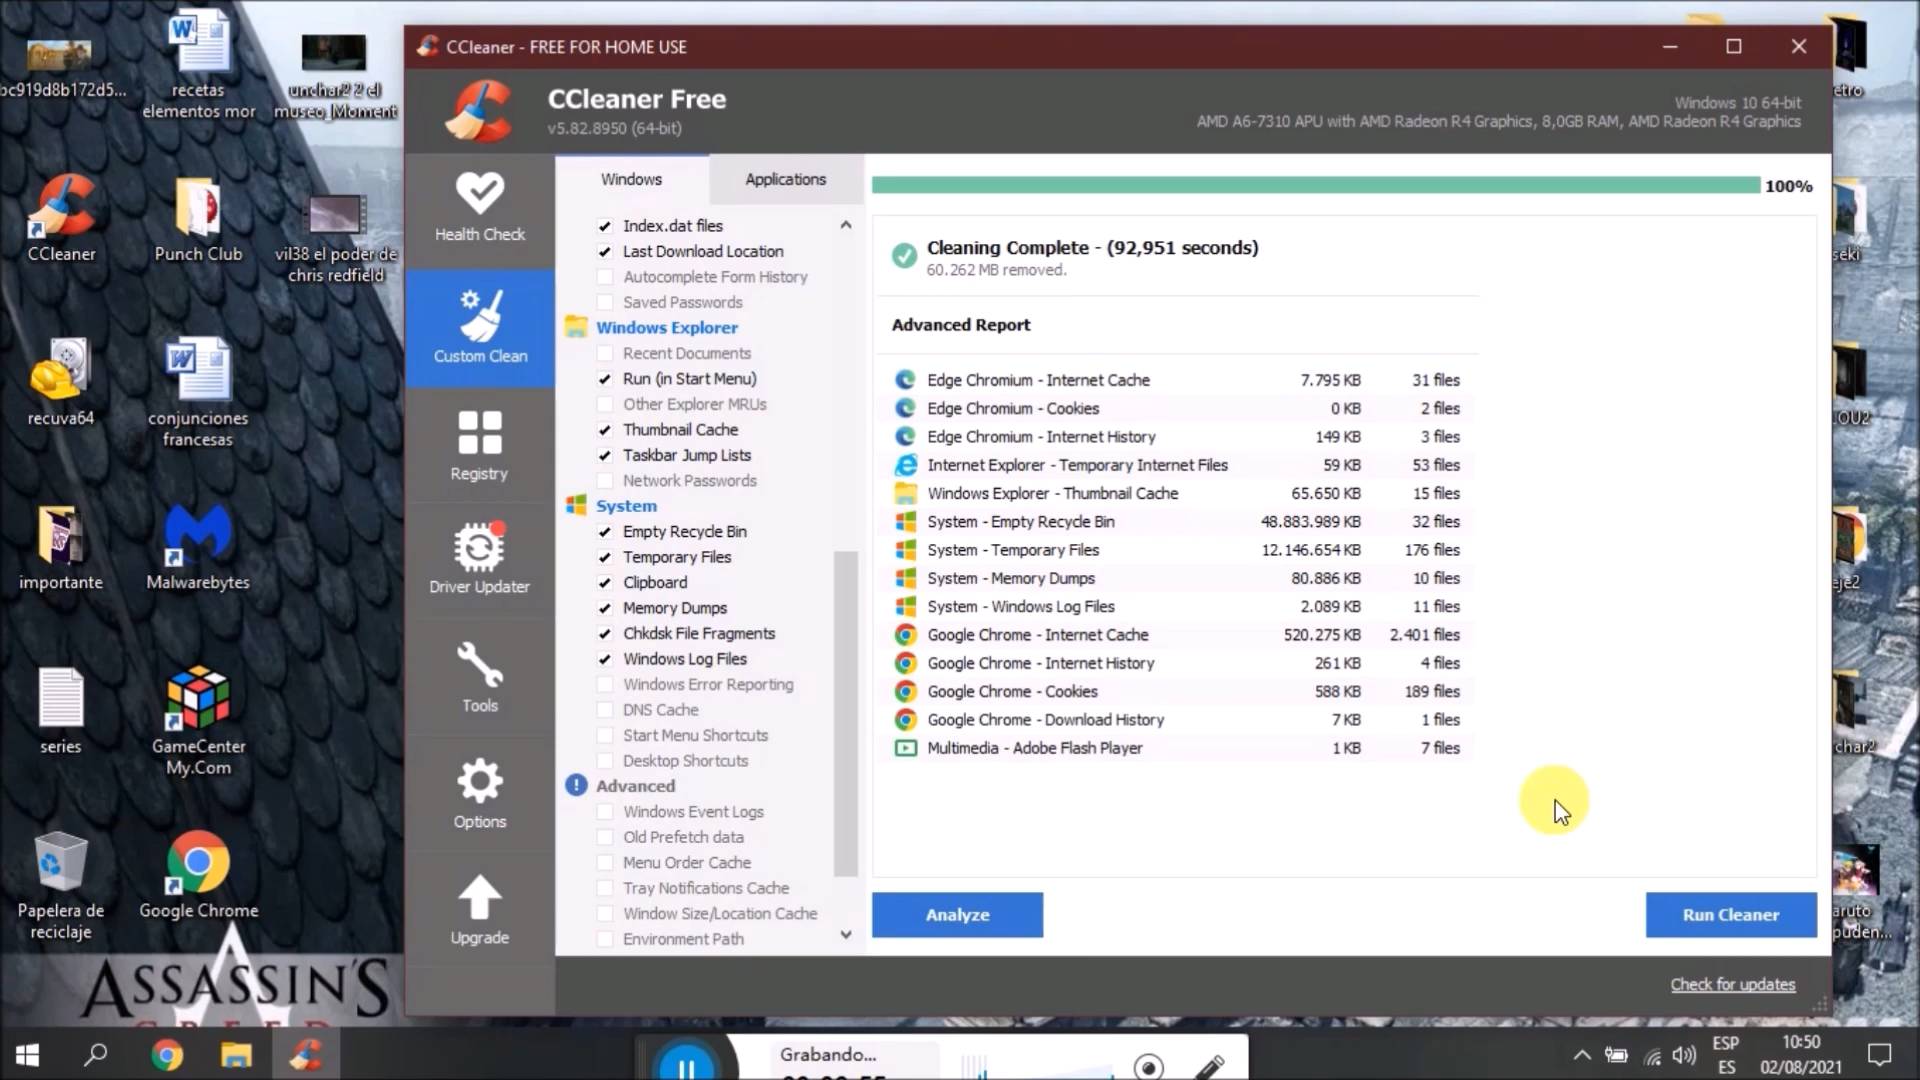 bc919d8b172d5...
recetas
elementos mor
unchar2 2 el
museo_Moment
CCleaner
Punch Club
vil38 el poder de
chris redfield
recuva64
conjunciones
francesas
importante
Malwarebytes
series
GameCenter
My.Com
Papelera de
reciclaje
Google Chrome
ASSASSIN'S
CREED
CCleaner - FREE FOR HOME USE
CCleaner Free
v5.82.8950 (64-bit)
Windows 10 64-bit
AMD A6-7310 APU with AMD Radeon R4 Graphics, 8,0GB RAM, AMD Radeon R4 Graphics
Health Check
Custom Clean
Registry
Driver Updater
Tools
Options
Upgrade
Windows
Applications
Index.dat files
Last Download Location
Autocomplete Form History
Saved Passwords
Windows Explorer
Recent Documents
Run (in Start Menu)
Other Explorer MRUs
Thumbnail Cache
Taskbar Jump Lists
Network Passwords
System
Empty Recycle Bin
Temporary Files
Clipboard
Memory Dumps
Chkdsk File Fragments
Windows Log Files
Windows Error Reporting
DNS Cache
Start Menu Shortcuts
Desktop Shortcuts
Advanced
Windows Event Logs
Old Prefetch data
Menu Order Cache
Tray Notifications Cache
Window Size/Location Cache
Environment Path
100%
Cleaning Complete - (92,951 seconds)
60.262 MB removed.
Advanced Report
Edge Chromium - Internet Cache 7.795 KB 31 files
Edge Chromium - Cookies 0 KB 2 files
Edge Chromium - Internet History 149 KB 3 files
Internet Explorer - Temporary Internet Files 59 KB 53 files
Windows Explorer - Thumbnail Cache 65.650 KB 15 files
System - Empty Recycle Bin 48.883.989 KB 32 files
System - Temporary Files 12.146.654 KB 176 files
System - Memory Dumps 80.886 KB 10 files
System - Windows Log Files 2.089 KB 11 files
Google Chrome - Internet Cache 520.275 KB 2.401 files
Google Chrome - Internet History 261 KB 4 files
Google Chrome - Cookies 588 KB 189 files
Google Chrome - Download History 7 KB 1 files
Multimedia - Adobe Flash Player 1 KB 7 files
Analyze
Run Cleaner
Check for updates
etro
seki
.OU2
eje2
char2
aruto
puden...
Grabando...
ESP
ES
10:50
02/08/2021